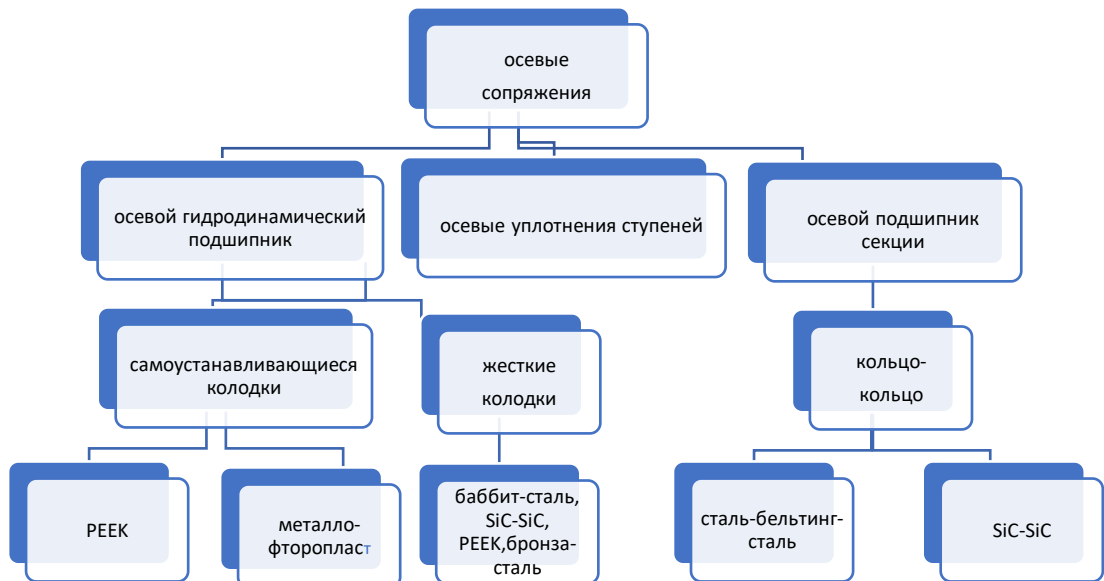 осевые
сопряжения
осевой гидродинамический
подшипник
осевые уплотнения ступеней
осевой подшипник
секции
самоустанавливающиеся
колодки
жесткие
колодки
кольцо-
кольцо
PEEK
металло-
фторопласт
баббит-сталь,
SiC-SiC,
PEEK,бронза-
сталь
сталь-бельтинг-
сталь
SiC-SiC